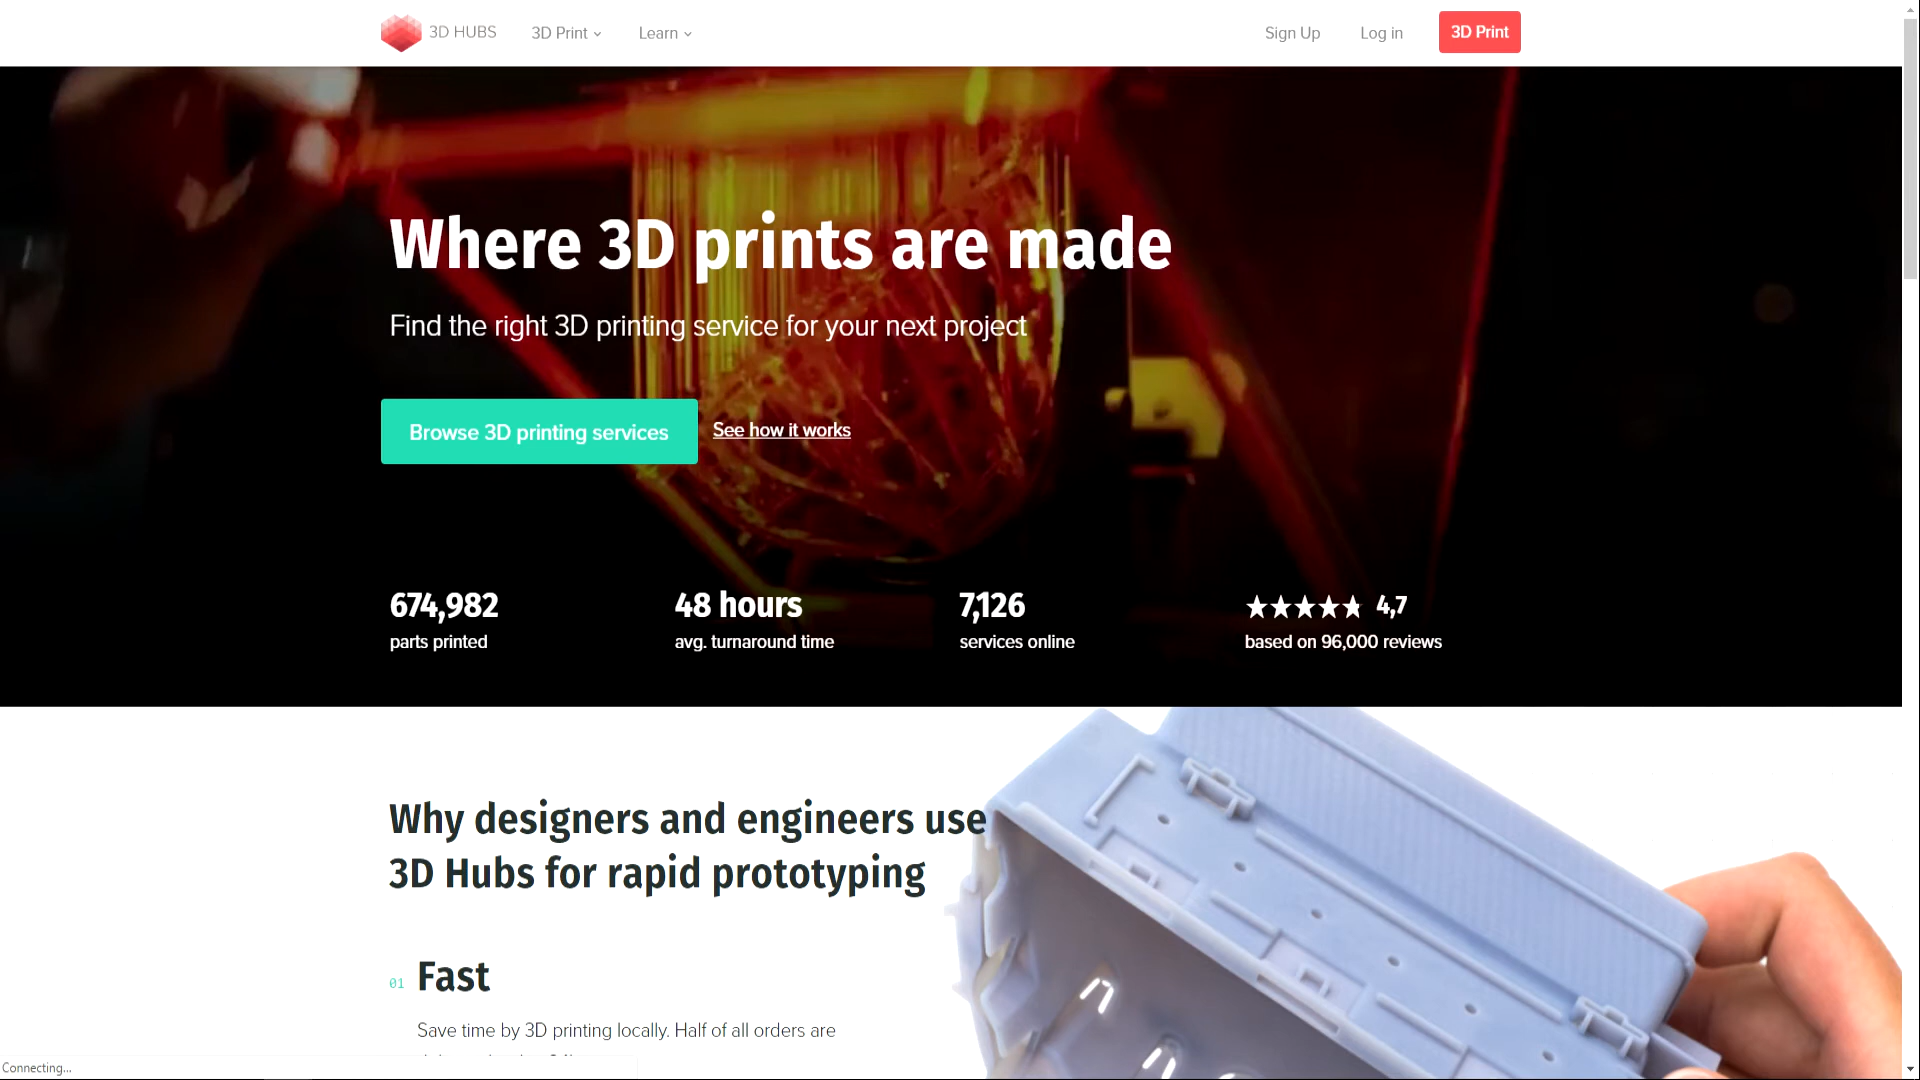 3D HUBS
3D Print
Learn
Sign Up
Log in
3D Print
Where 3D prints are made
Find the right 3D printing service for your next project
Browse 3D printing services
See how it works
674,982
parts printed
48 hours
avg. turnaround time
7,126
services online
4,7
based on 96,000 reviews
Why designers and engineers use
3D Hubs for rapid prototyping
01 Fast
Save time by 3D printing locally. Half of all orders are
Connecting...